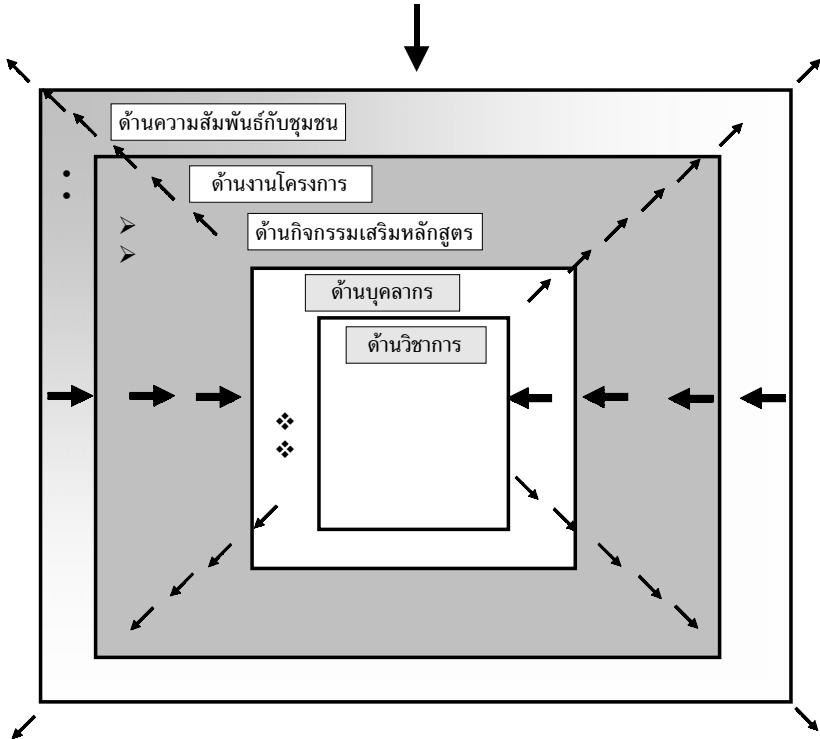 ด้านความสัมพันธ์กับชุมชน
ด้านงานโครงการ
ด้านกิจกรรมเสริมหลักสูตร
ด้านบุคลากร
ด้านวิชาการ